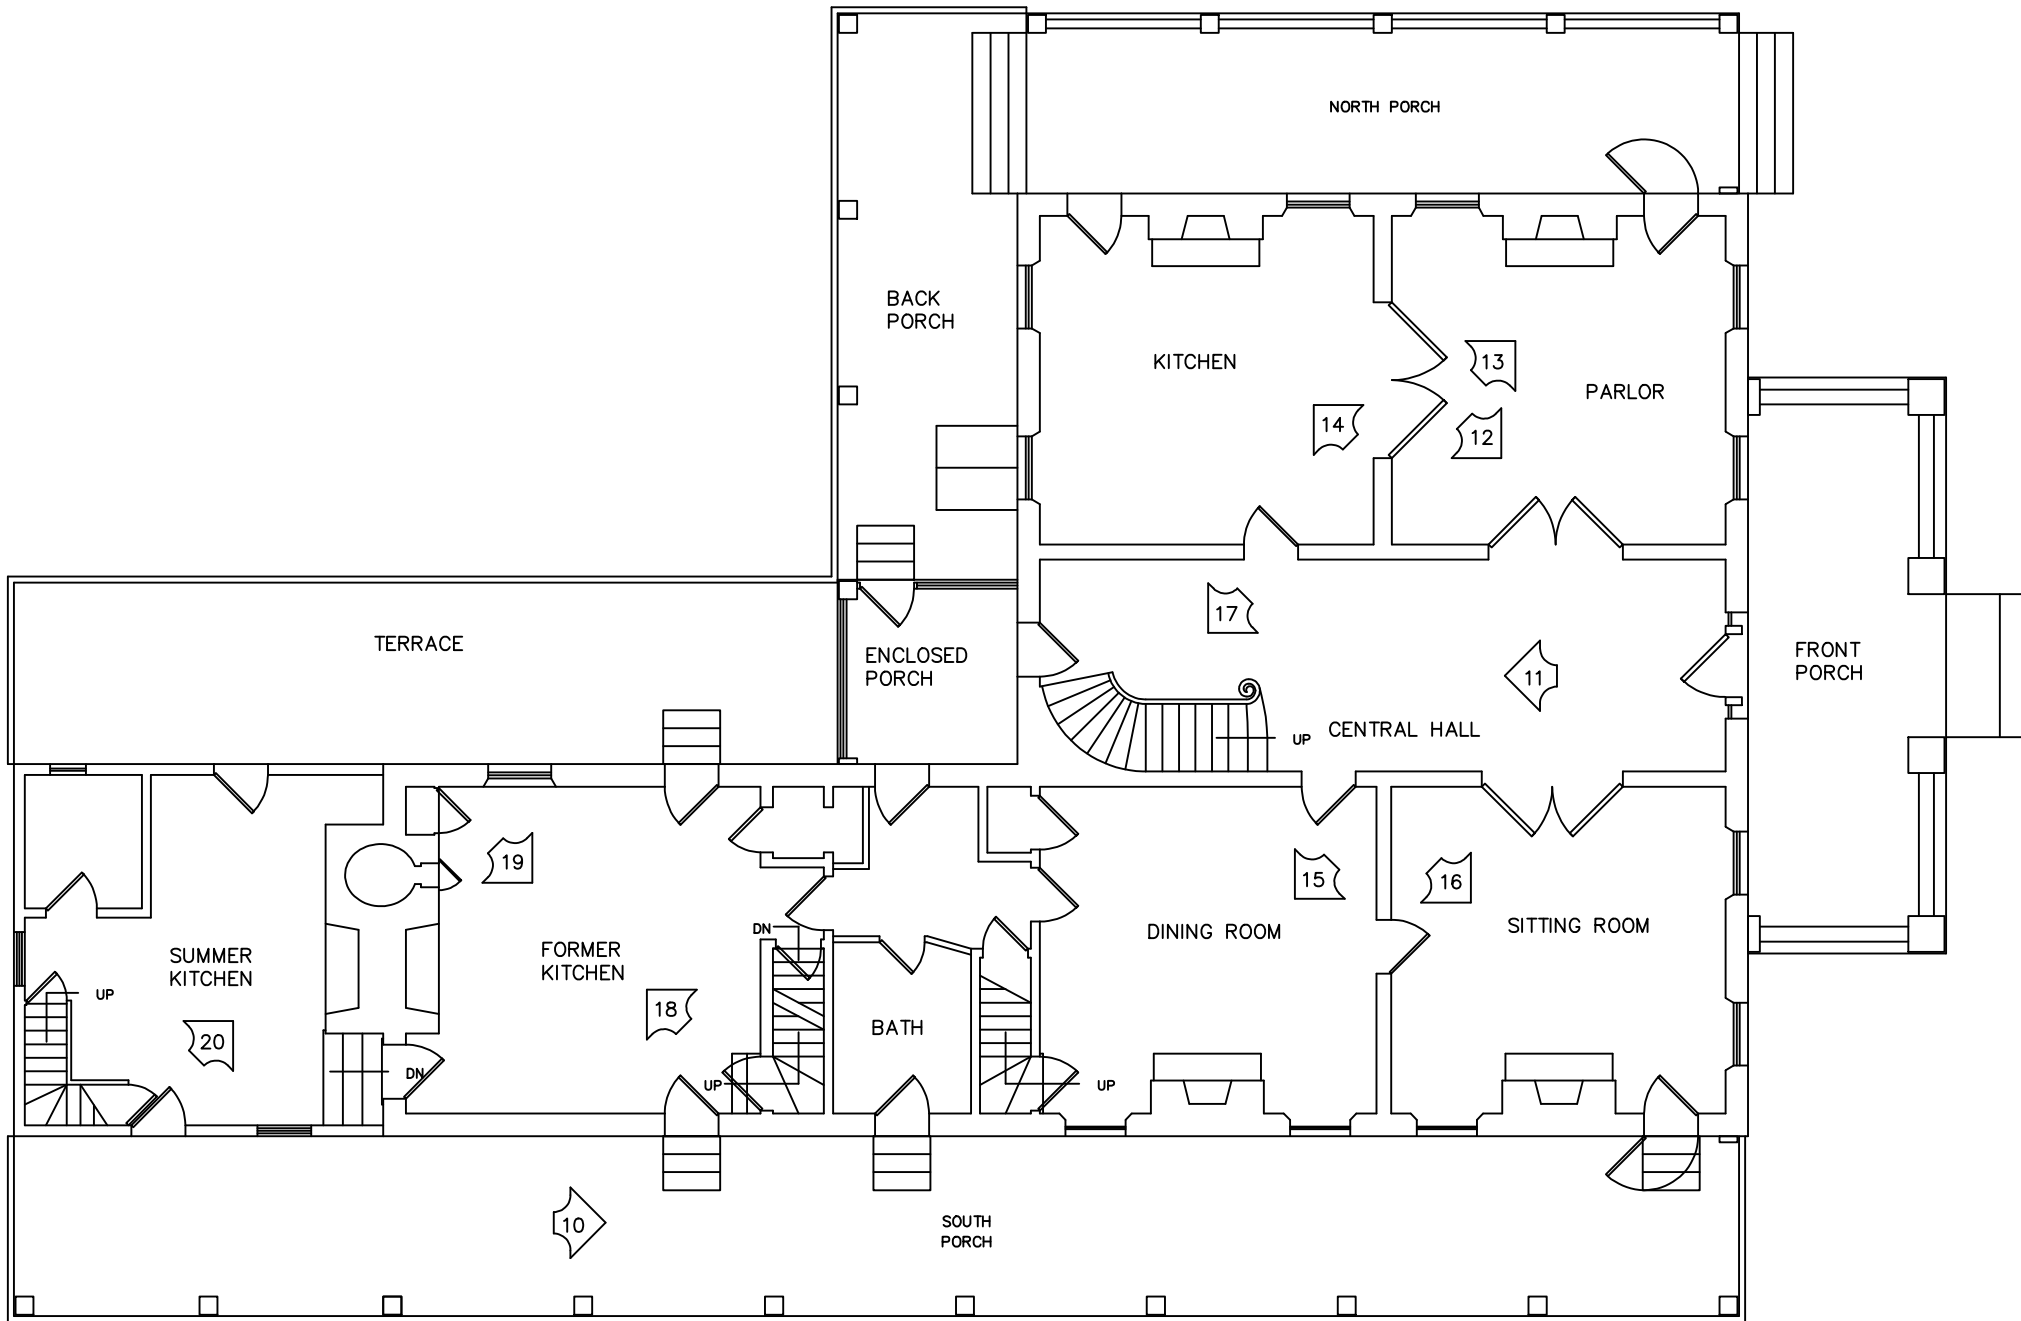 NORTH PORCH
BACK
PORCH
KITCHEN
13
PARLOR
14
12
17
TERRACE
ENCLOSED
PORCH
11
FRONT
PORCH
UP
CENTRAL HALL
19
15
16
DN
DINING ROOM
SITTING ROOM
SUMMER
KITCHEN
FORMER
KITCHEN
UP
18
20
BATH
DN
UP
UP
10
SOUTH
PORCH